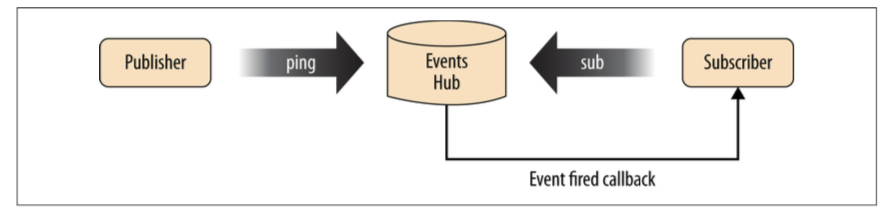 Publisher
ping
Events
Hub
sub
Subscriber
Event fired callback